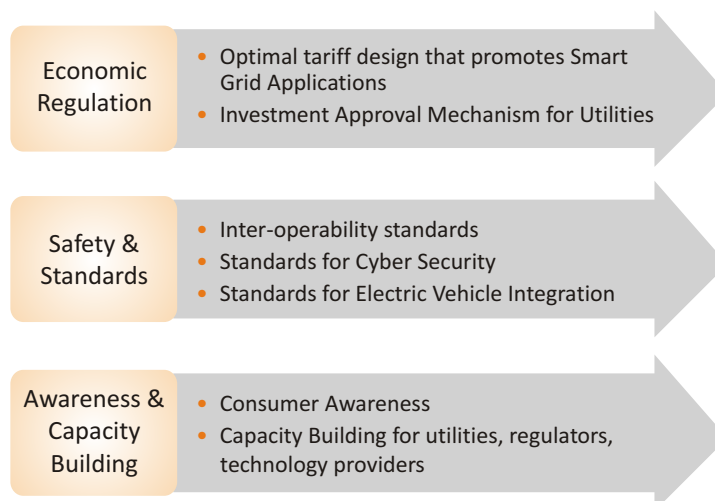 Economic
Regulation
• Optimal tariff design that promotes Smart
Grid Applications
• Investment Approval Mechanism for Utilities
Safety &
Standards
• Inter-operability standards
• Standards for Cyber Security
• Standards for Electric Vehicle Integration
Awareness &
Capacity
Building
• Consumer Awareness
• Capacity Building for utilities, regulators,
technology providers